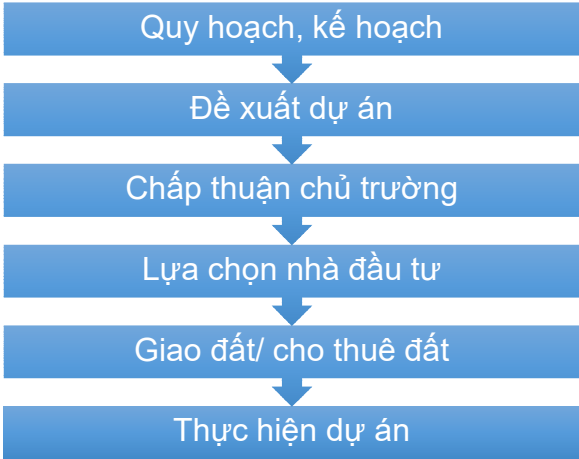 Quy hoạch, kế hoạch
Đề xuất dự án
Chấp thuận chủ trường
Lựa chọn nhà đầu tư
Giao đất/ cho thuê đất
Thực hiện dự án